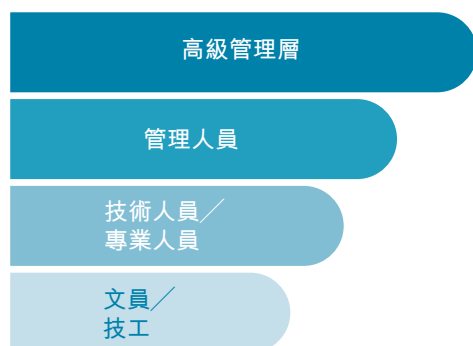 高級管理層
管理人員
技術人員／
專業人員
文員／
技工